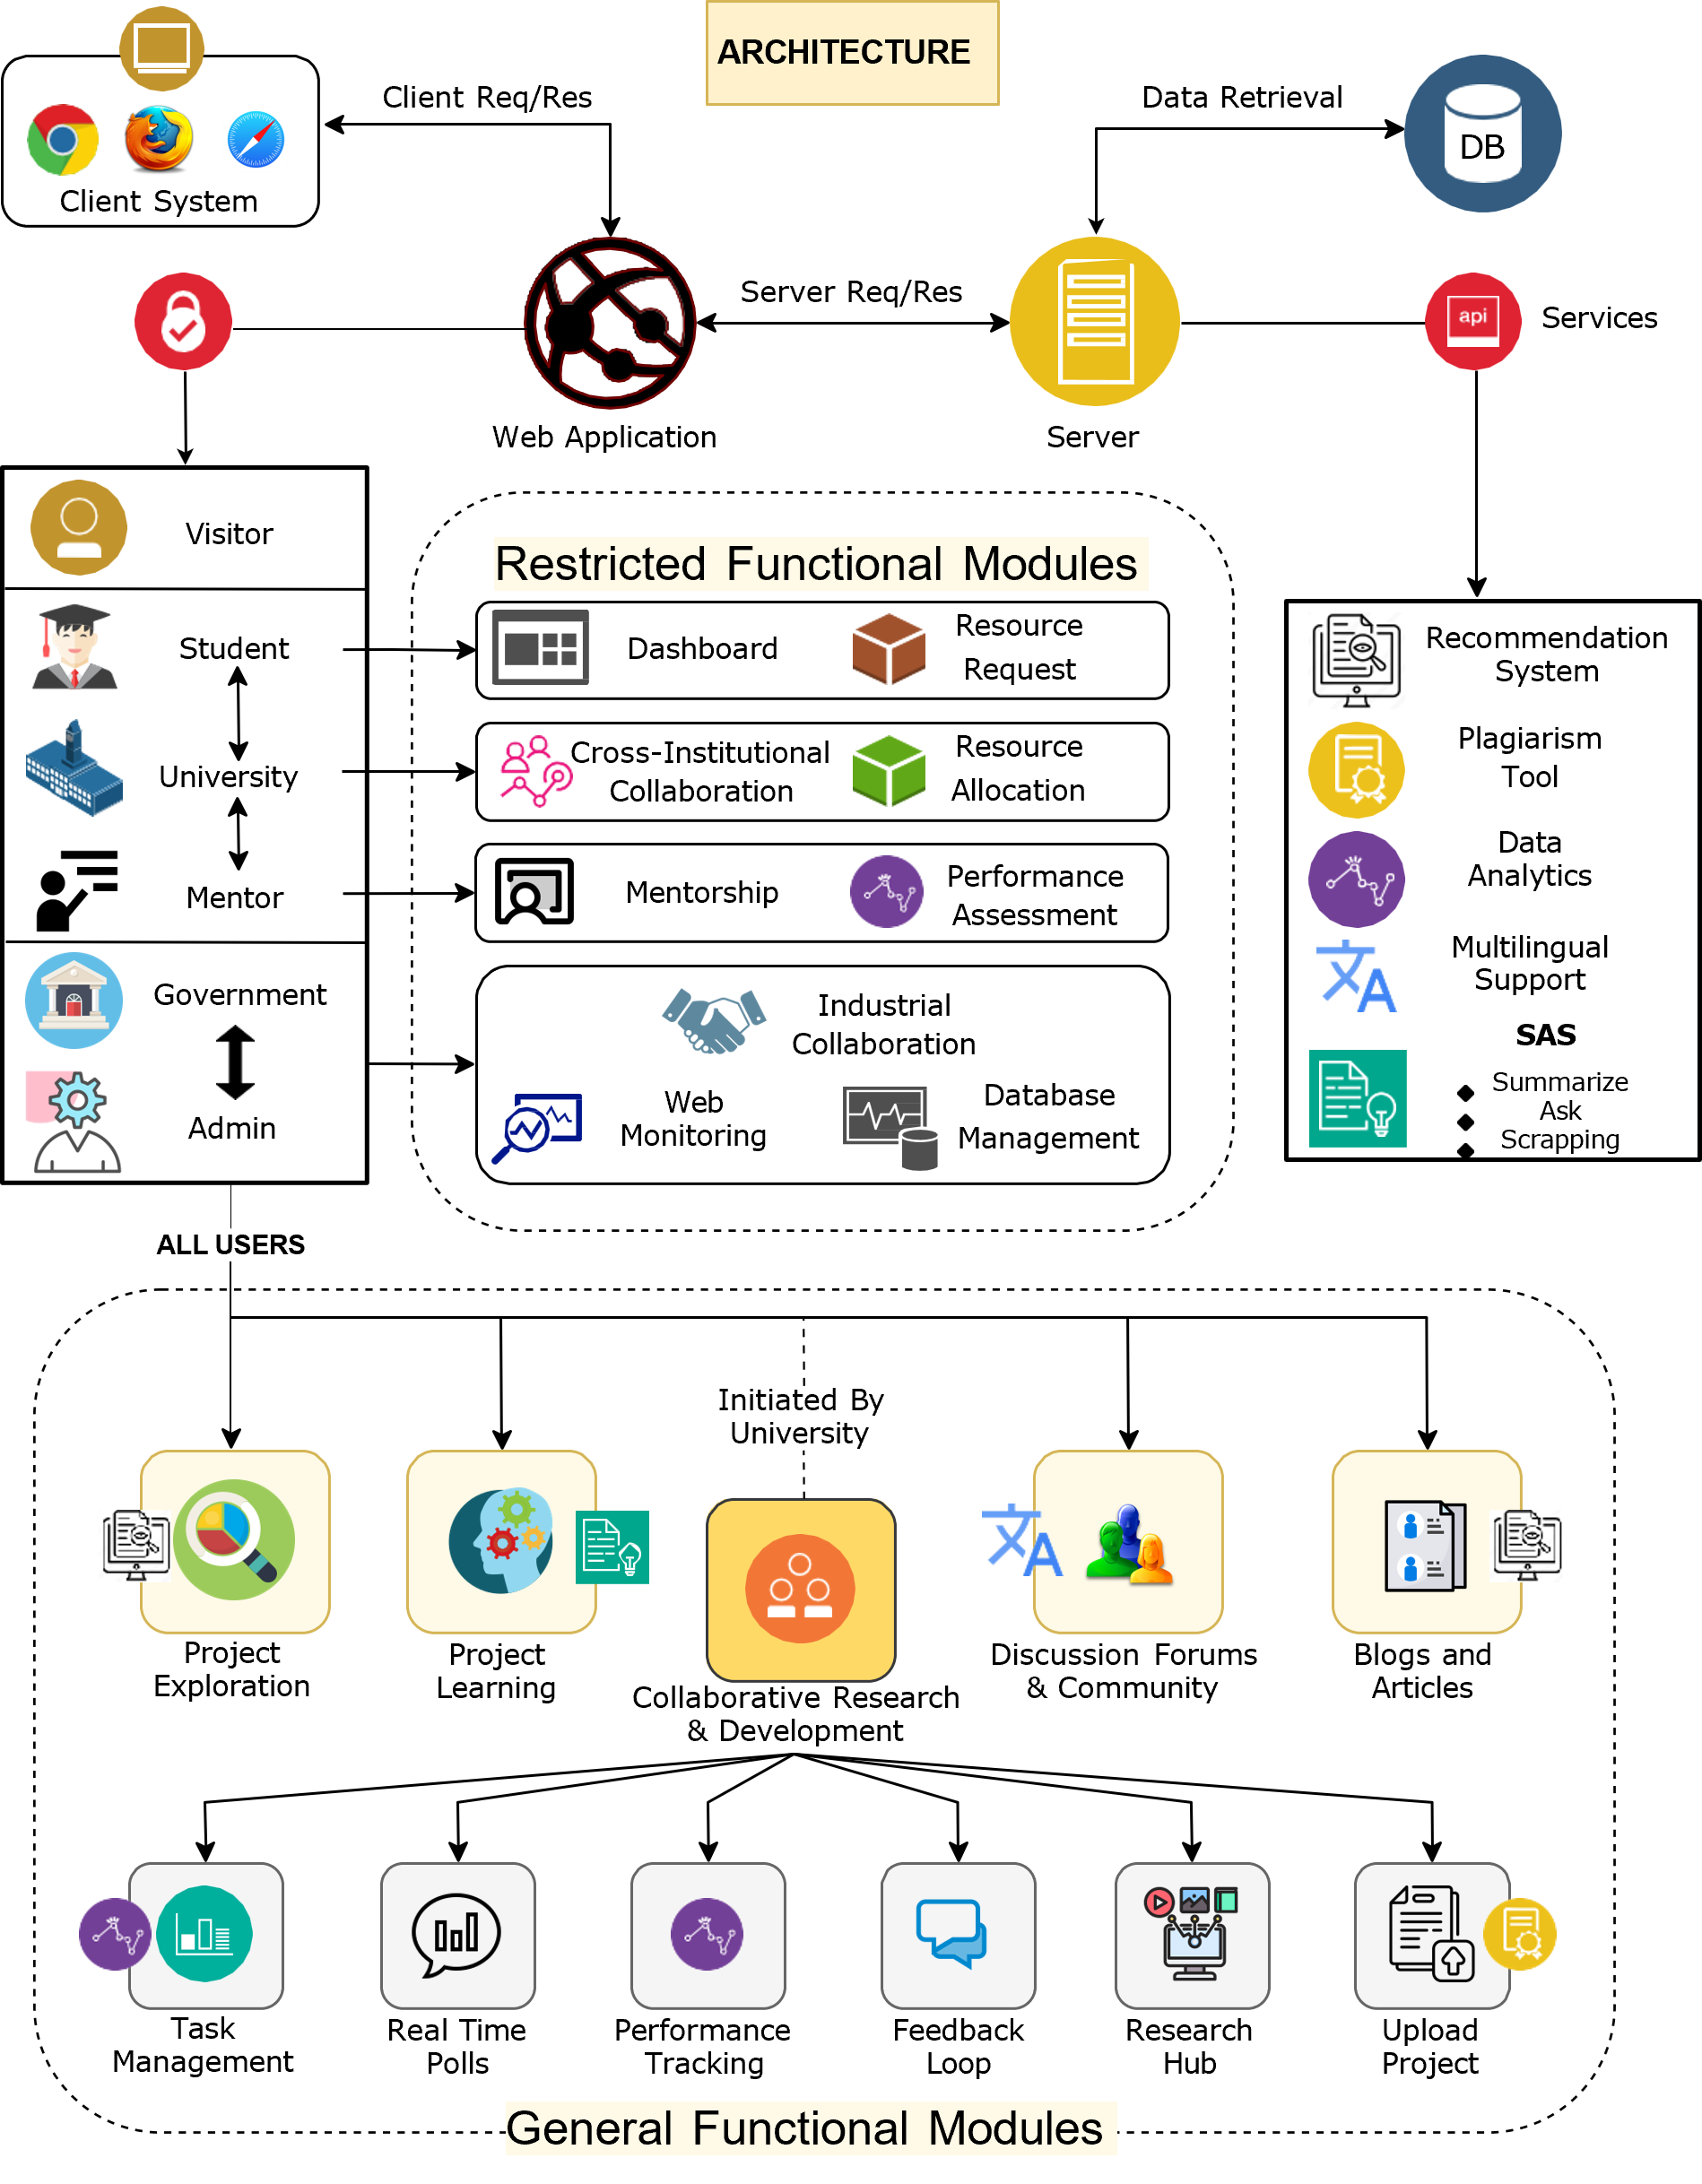 ARCHITECTURE
Client Req/Res
Data Retrieval
DB
Client System
Server Req/Res
api
Services
Web Application
Server
Visitor
Student
University
Mentor
Government
Admin
Restricted Functional Modules
Dashboard
Resource
Request
Cross-Institutional
Collaboration
Resource
Allocation
Mentorship
Performance
Assessment
Industrial
Collaboration
Web
Monitoring
Database
Management
Recommendation
System
Plagiarism
Tool
Data
Analytics
文A
Multilingual
Support
SAS
Summarize
Ask
Scrapping
ALL USERS
Initiated By
University
文A
Project
Exploration
Project
Learning
Collaborative Research
& Development
Discussion Forums
& Community
Blogs and
Articles
Task
Management
Real Time
Polls
Performance
Tracking
Feedback
Loop
Research
Hub
Upload
Project
General Functional Modules